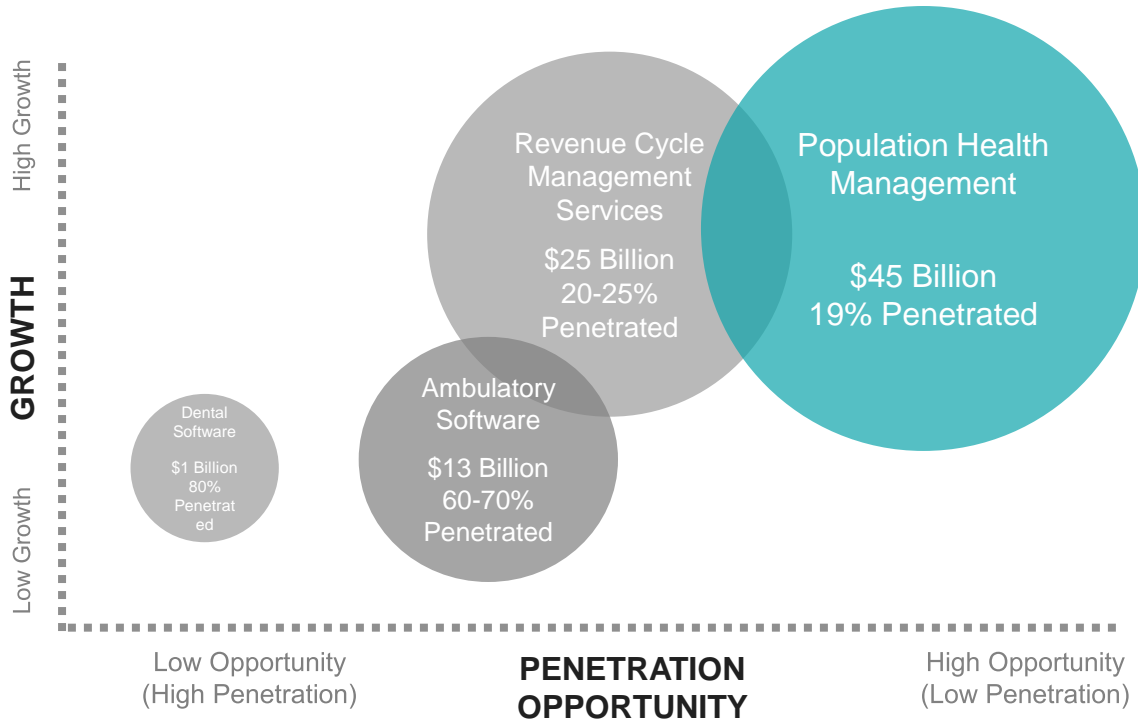 High Growth
GROWTH
Low Growth
Revenue Cycle
Management
Services
$25 Billion
20-25%
Penetrated
Population Health
Management
$45 Billion
19% Penetrated
Dental
Software
$1 Billion
80%
Penetrat
ed
Ambulatory
Software
$13 Billion
60-70%
Penetrated
Low Opportunity
(High Penetration)
PENETRATION
OPPORTUNITY
High Opportunity
(Low Penetration)